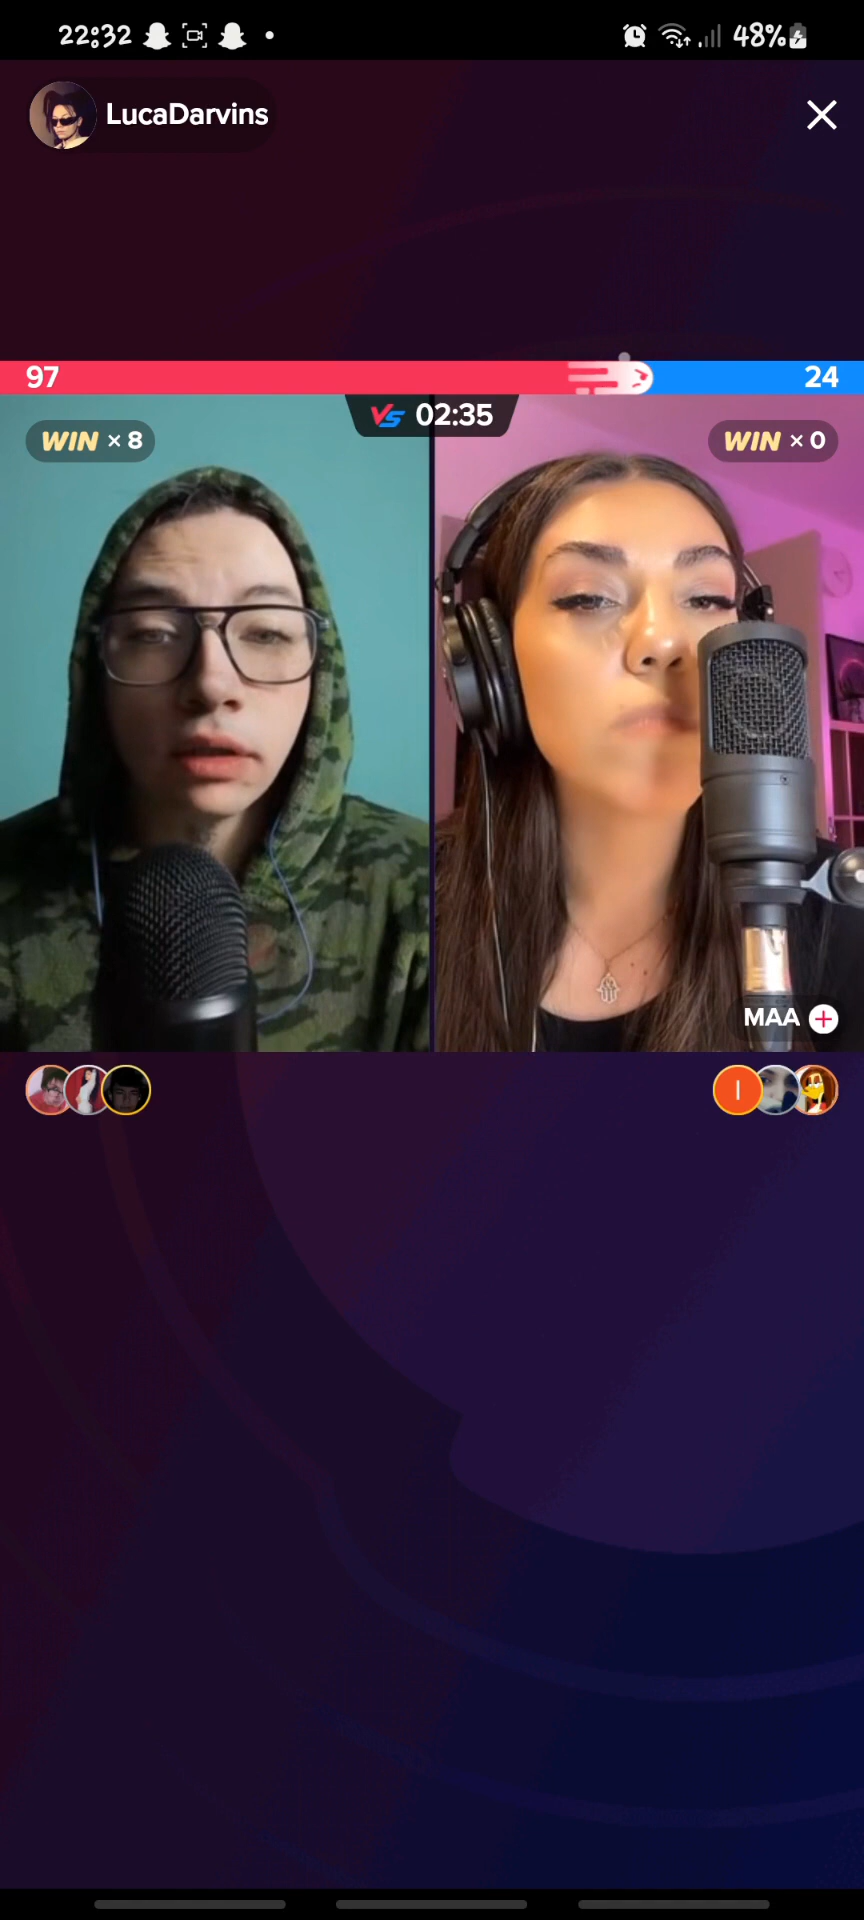 22:32 48%
LucaDarvins
97 24
VS 02:35
WIN × 8 WIN × 0
MAA +
I